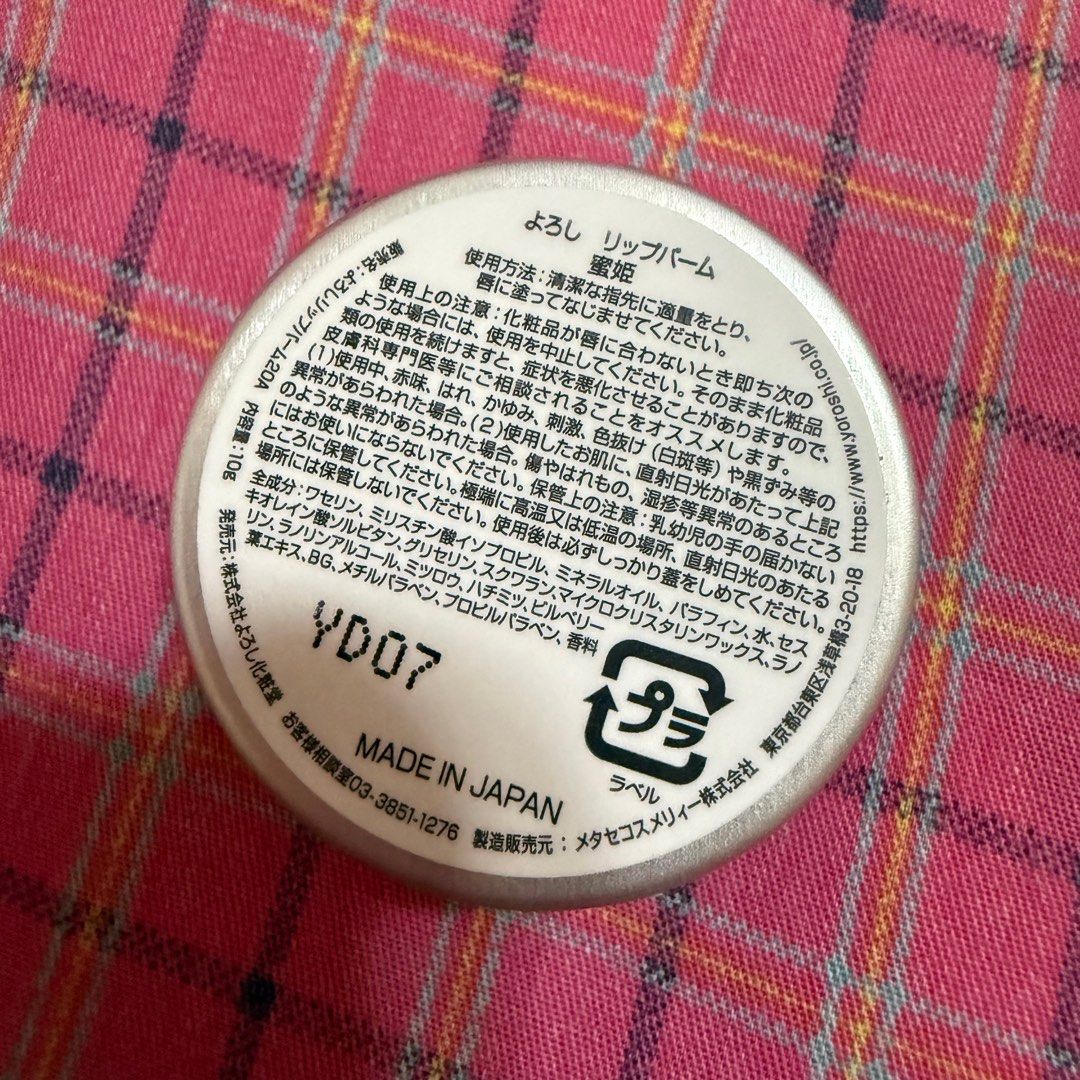 よろし リップバーム
蜜姫
使用方法：清潔な指先に適量をとり、
唇に塗ってなじませてください。
使用上の注意：化粧品が唇に合わないとき即ち次の
ような場合には、使用を中止してください。そのまま化粧品
類の使用を続けますと、症状を悪化させることがありますので、
皮膚科専門医等にご相談されることをオススメします。
(1)使用中、赤味、はれ、かゆみ、刺激、色抜け(白斑等)や黒ずみ等の
異常があらわれた場合。(2)使用したお肌に、直射日光があたって上記
のような異常があらわれた場合。傷やはれもの、湿疹等異常のあるところ
にはお使いにならないでください。保管上の注意：乳幼児の手の届かない
ところに保管してください。極端に高温又は低温の場所、直射日光のあたる
場所には保管しないでください。使用後は必ずしっかり蓋をしめてください。
全成分：ワセリン、ミリスチン酸イソプロピル、ミネラルオイル、パラフィン、水、セス
キオレイン酸ソルビタン、グリセリン、スクワラン、マイクロクリスタリンワックス、ラノ
リン、ラノリンアルコール、ミツロウ、ハチミツ、ビルベリー
葉エキス、BG、メチルパラベン、プロピルパラベン、香料
YD07
プラ
ラベル
MADE IN JAPAN
販売名：よろしリップバーム420A 内容量：10g
発売元：株式会社よろし化粧堂 お客様相談室03-3851-1276
製造販売元：メタセコスメリィー株式会社 東京都台東区浅草橋3-20-18
https://www.yoroshi.co.jp/